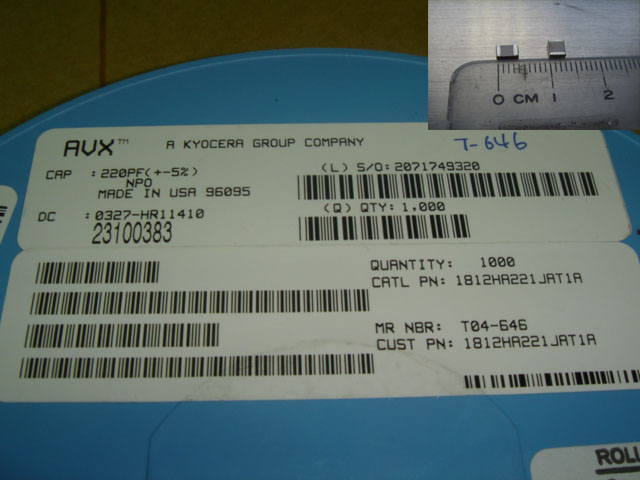 0 CM 1 2
T-646
AVX™ A KYOCERA GROUP COMPANY
CAP : 220PF(+-5%)
NPO
MADE IN USA 96095
DC : 0327-HR11410
23100383
(L) S/O: 2071749320
(Q) QTY: 1,000
QUANTITY: 1000
CATL PN: 1812HA221JAT1A
MR NBR: T04-646
CUST PN: 1812HA221JAT1A
ROLL